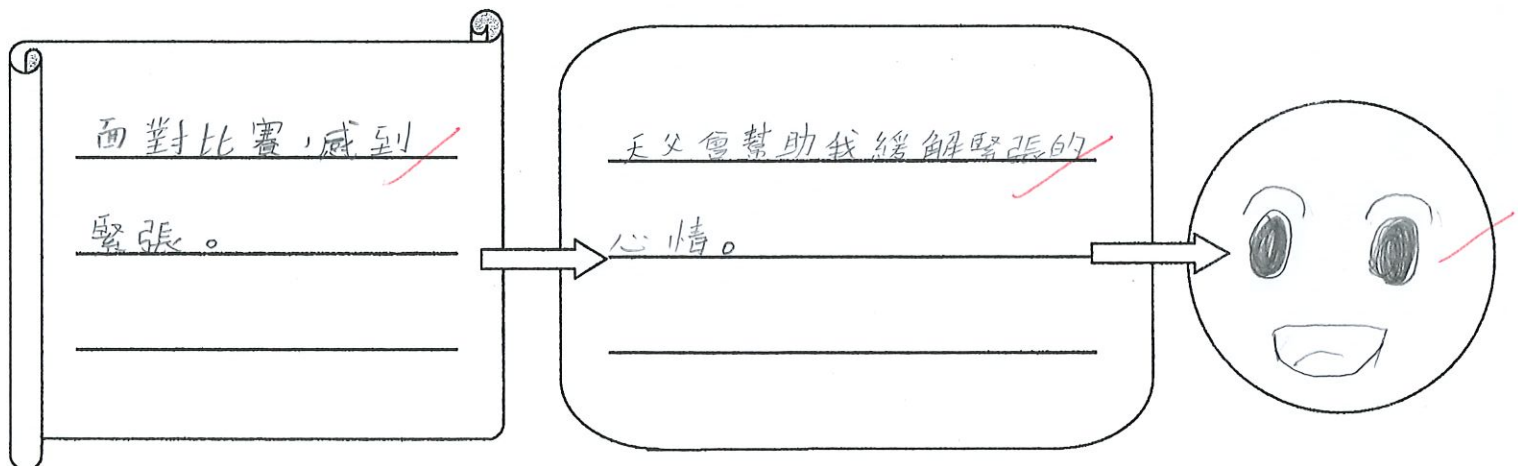 面對比賽，感到
緊張。
天父會幫助我緩解緊張的
心情。